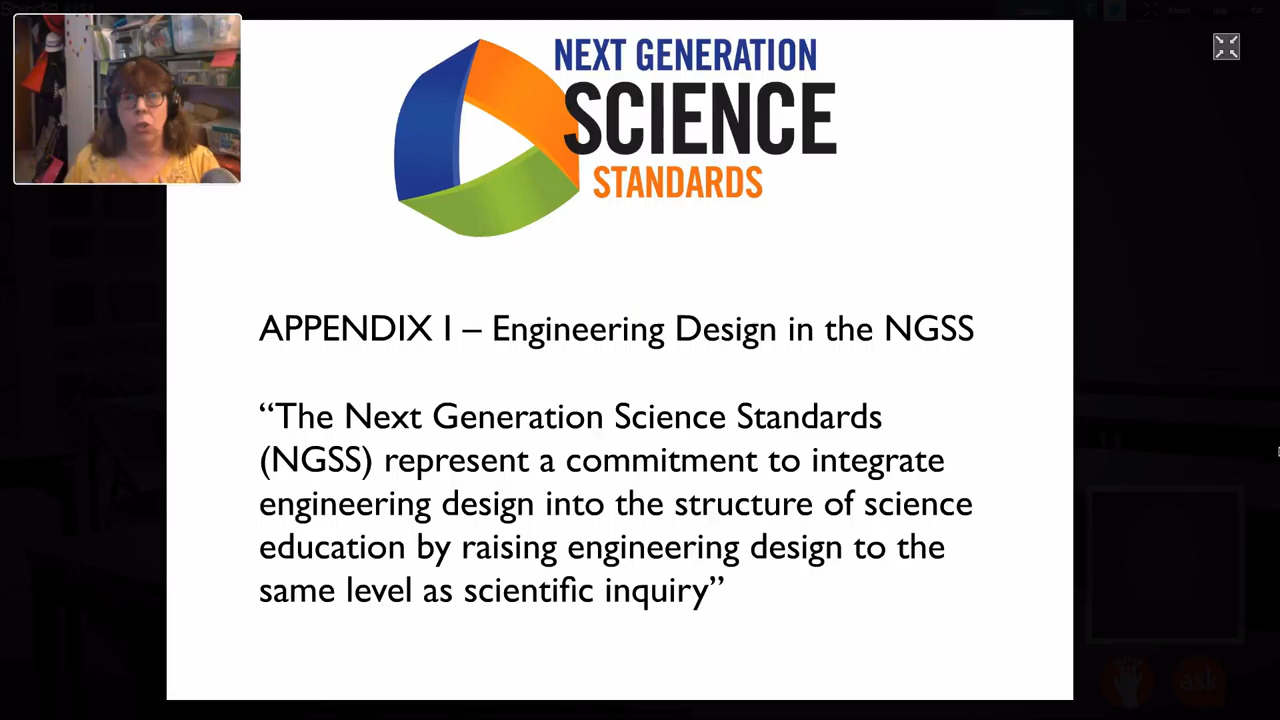 NEXT GENERATION
SCIENCE
STANDARDS
APPENDIX I – Engineering Design in the NGSS
“The Next Generation Science Standards
(NGSS) represent a commitment to integrate
engineering design into the structure of science
education by raising engineering design to the
same level as scientific inquiry”
ask